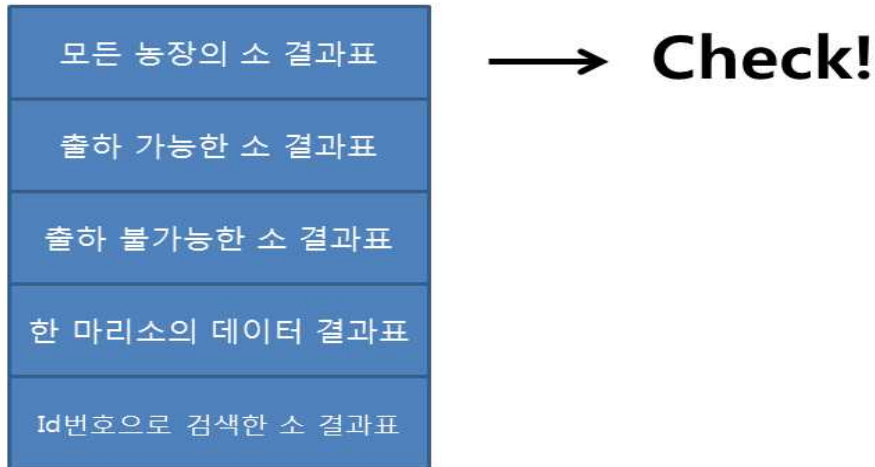 모든 농장의 소 결과표
Check!
출하 가능한 소 결과표
출하 불가능한 소 결과표
한 마리소의 데이터 결과표
Id번호으로 검색한 소 결과표